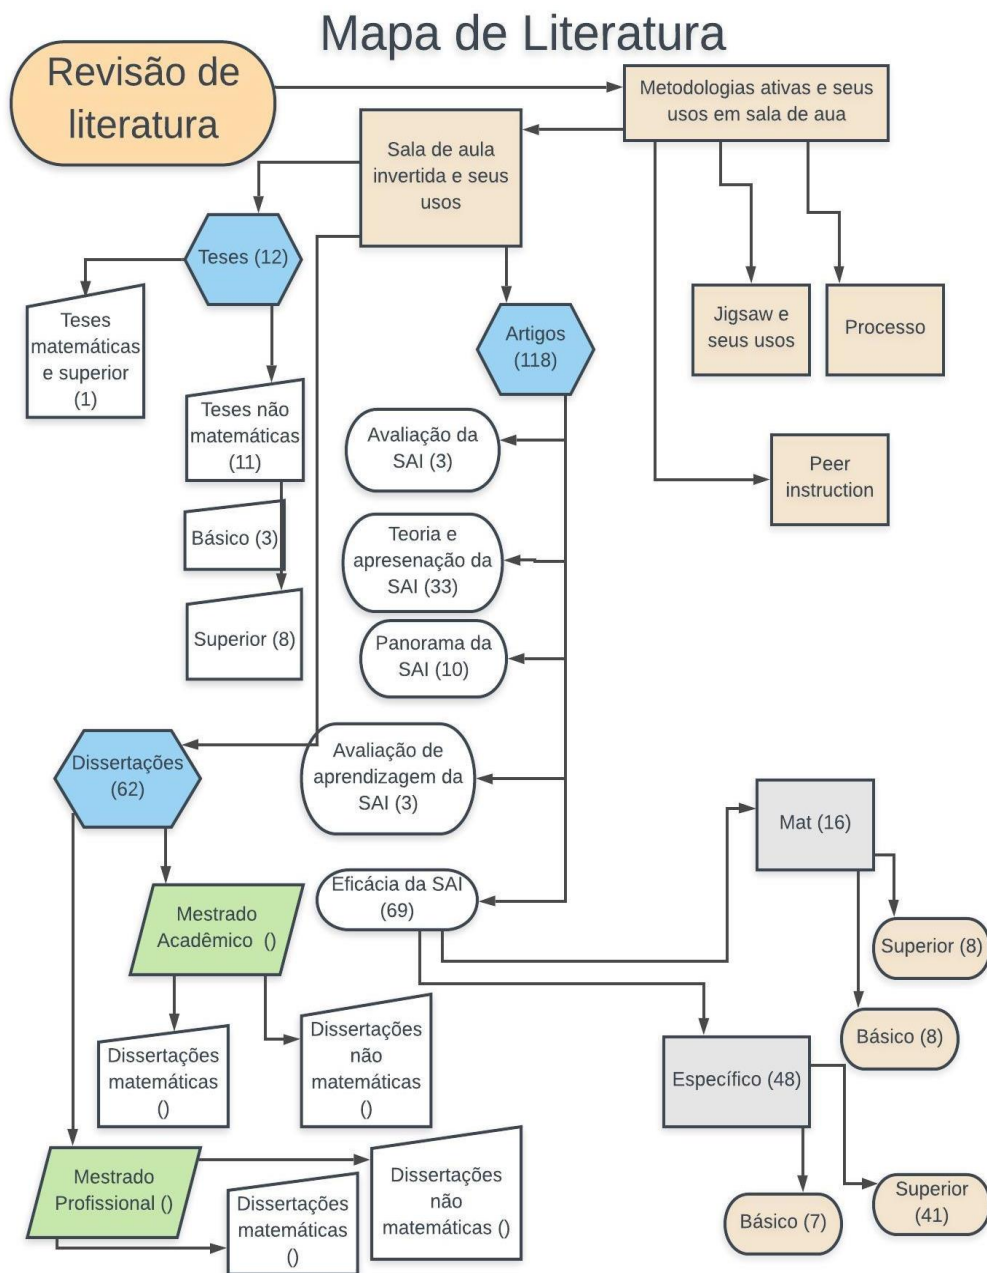 Mapa de Literatura
Revisão de
literatura
Metodologias ativas e seus
usos em sala de aua
Sala de aula
invertida e seus
usos
Teses (12)
Teses
matemáticas
e superior
(1)
Artigos
(118)
Jigsaw e
seus usos
Processo
Teses não
matemáticas
(11)
Avaliação da
SAI (3)
Peer
instruction
Básico (3)
Teoria e
apresenação da
SAI (33)
Superior (8)
Panorama da
SAI (10)
Dissertações
(62)
Avaliação de
aprendizagem da
SAI (3)
Mat (16)
Eficácia da SAI
(69)
Mestrado
Acadêmico ()
Superior (8)
Dissertações
matemáticas
()
Dissertações
não
matemáticas
()
Básico (8)
Específico (48)
Mestrado
Profissional ()
Dissertações
matemáticas
()
Dissertações
não
matemáticas ()
Básico (7)
Superior
(41)